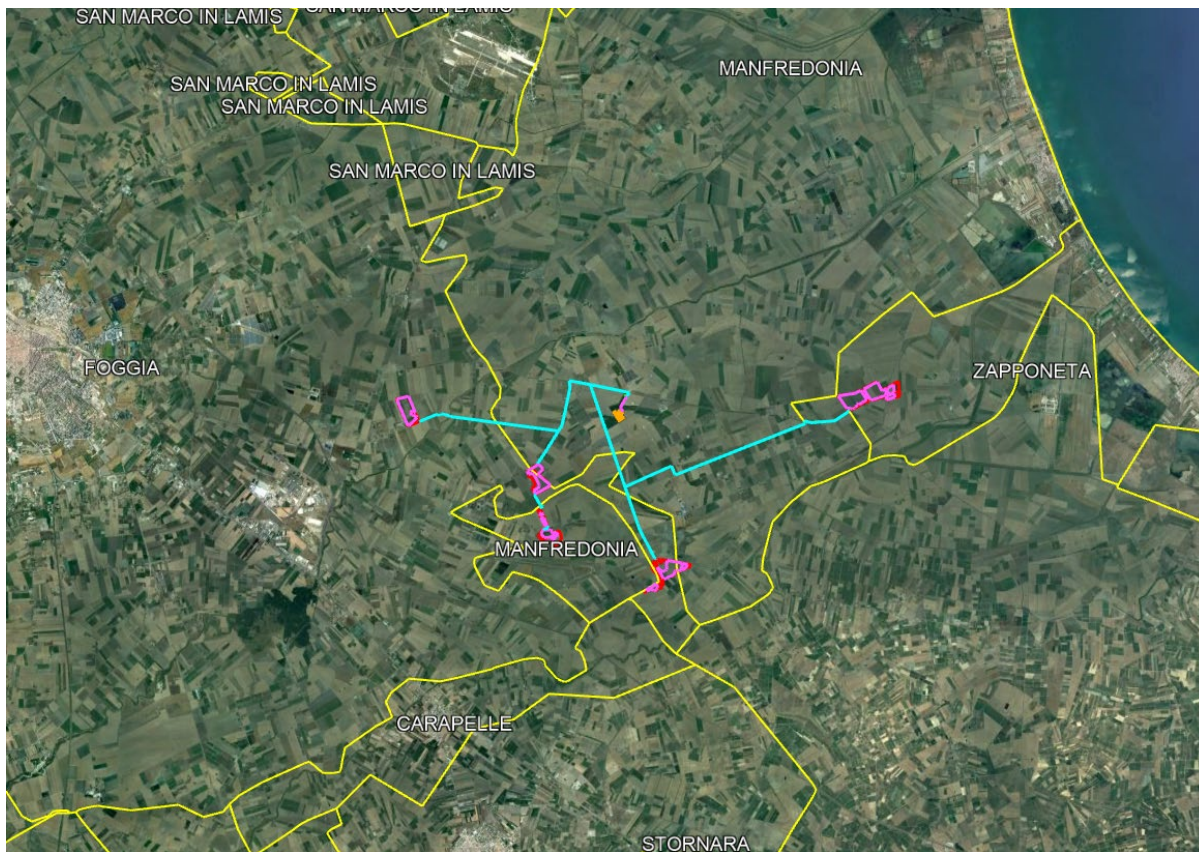 SAN MARCO IN LAMIS
SAN MARCO IN LAMIS
MANFREDONIA
SAN MARCO IN LAMIS
SAN MARCO IN LAMIS
SAN MARCO IN LAMIS
FOGGIA
ZAPPONETA
MANFREDONIA
CARAPELLE
STORNARA